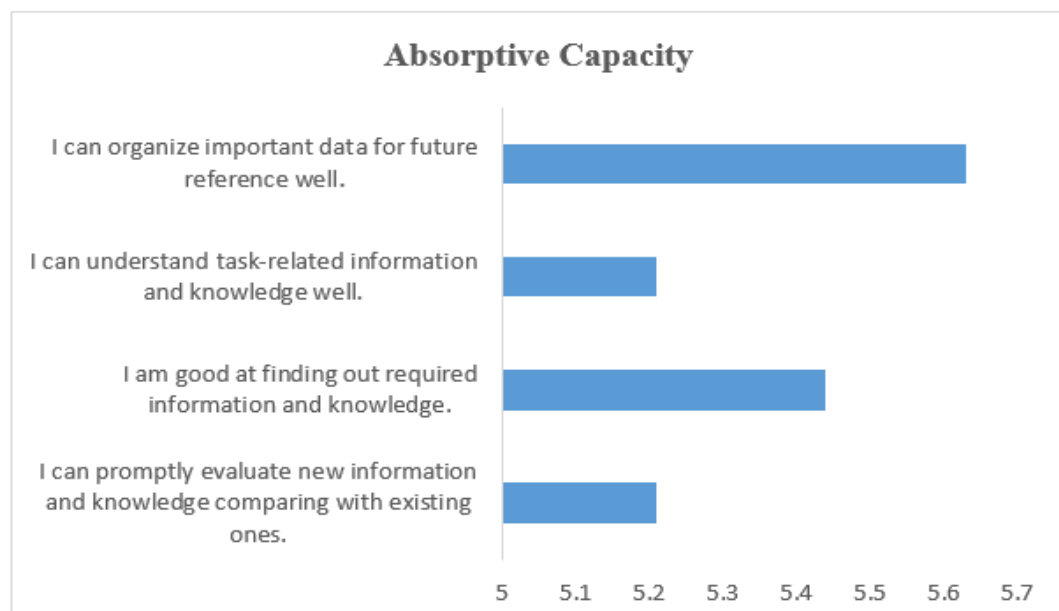 Absorptive Capacity
I can organize important data for future
reference well.
I can understand task-related information
and knowledge well.
I am good at finding out required
information and knowledge.
I can promptly evaluate new information
and knowledge comparing with existing
ones.
5 5.1 5.2 5.3 5.4 5.5 5.6 5.7